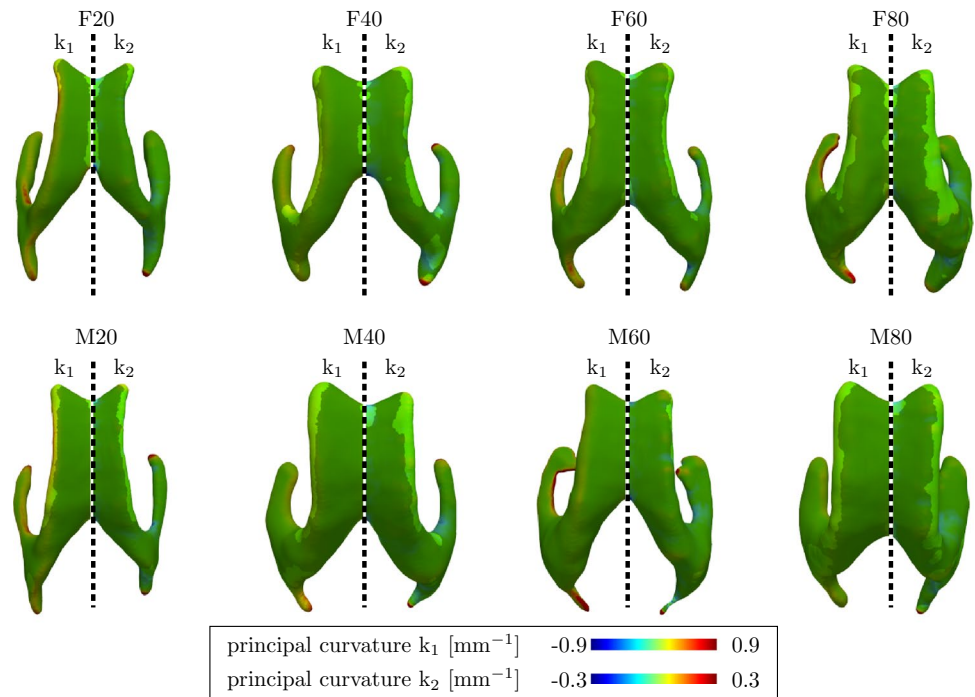 F20 F40 F60 F80
k₁ k₂ k₁ k₂ k₁ k₂ k₁ k₂
M20 M40 M60 M80
k₁ k₂ k₁ k₂ k₁ k₂ k₁ k₂
principal curvature k₁ [mm⁻¹] -0.9 0.9
principal curvature k₂ [mm⁻¹] -0.3 0.3